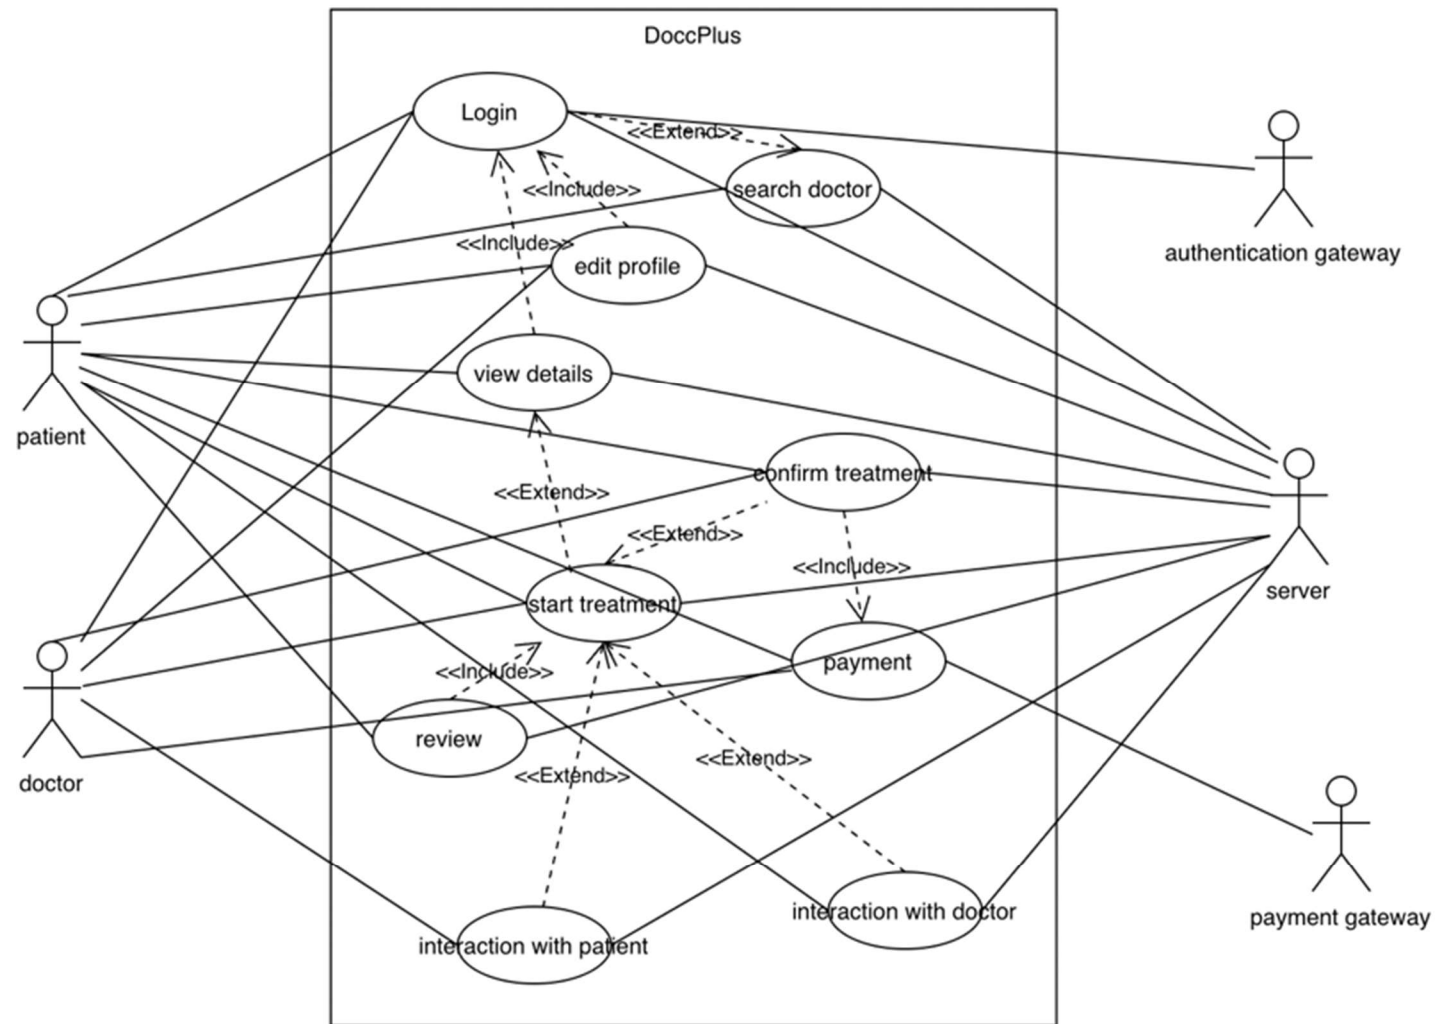 DoccPlus
Login
<<Extend>>
<<Include>>
search doctor
<<Include>>
edit profile
authentication gateway
view details
patient
confirm treatment
<<Extend>>
<<Extend>>
<<Include>>
server
start treatment
<<Include>>
payment
review
<<Extend>>
<<Extend>>
doctor
interaction with doctor
payment gateway
interaction with patient